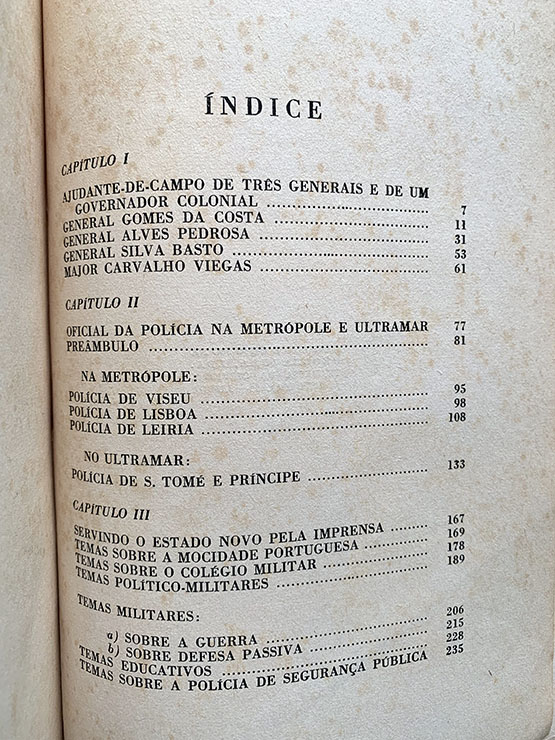 ÍNDICE
CAPÍTULO I
AJUDANTE-DE-CAMPO DE TRÊS GENERAIS E DE UM
GOVERNADOR COLONIAL 7
GENERAL GOMES DA COSTA 11
GENERAL ALVES PEDROSA 31
GENERAL SILVA BASTO 53
MAJOR CARVALHO VIEGAS 61
CAPÍTULO II
OFICIAL DA POLÍCIA NA METRÓPOLE E ULTRAMAR 77
PREÂMBULO 81
NA METRÓPOLE:
POLÍCIA DE VISEU 95
POLÍCIA DE LISBOA 98
POLÍCIA DE LEIRIA 108
NO ULTRAMAR:
POLÍCIA DE S. TOMÉ E PRÍNCIPE 133
CAPÍTULO III
SERVINDO O ESTADO NOVO PELA IMPRENSA 167
TEMAS SOBRE A MOCIDADE PORTUGUESA 169
TEMAS SOBRE O COLÉGIO MILITAR 178
TEMAS POLÍTICO-MILITARES 189
TEMAS MILITARES:
a) SOBRE A GUERRA 206
b) SOBRE DEFESA PASSIVA 215
TEMAS EDUCATIVOS 228
TEMAS SOBRE A POLÍCIA DE SEGURANÇA PÚBLICA 235